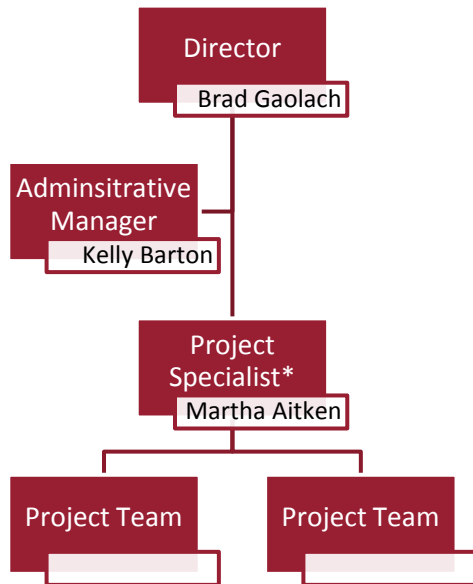 Director
Brad Gaolach
Adminsitrative
Manager
Kelly Barton
Project
Specialist*
Martha Aitken
Project Team
Project Team